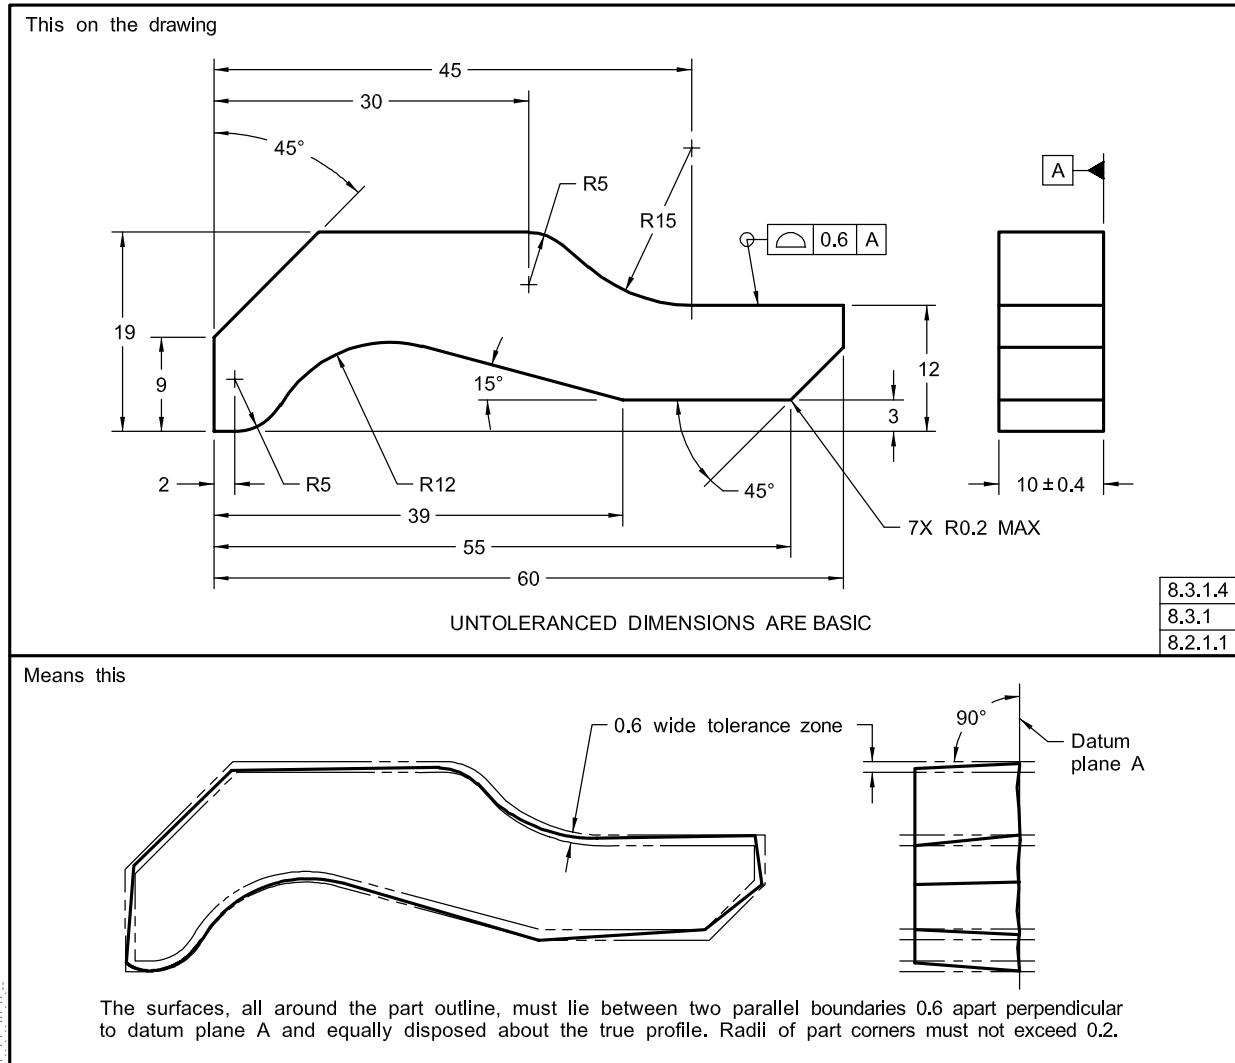 This on the drawing
45
30
45°
R5
A
R15
0.6 A
19
9
15°
12
3
2
R5
R12
45°
10 ± 0.4
39
7X R0.2 MAX
55
60
UNTOLERANCED DIMENSIONS ARE BASIC
8.3.1.4
8.3.1
8.2.1.1
Means this
0.6 wide tolerance zone
90°
Datum
plane A
The surfaces, all around the part outline, must lie between two parallel boundaries 0.6 apart perpendicular
to datum plane A and equally disposed about the true profile. Radii of part corners must not exceed 0.2.